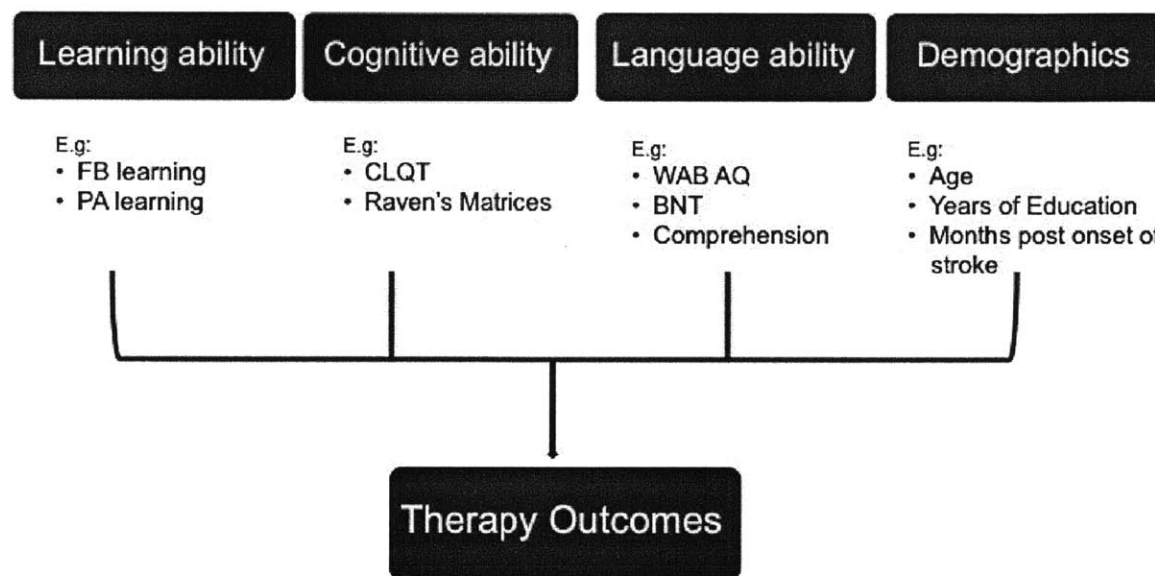 Learning ability
Cognitive ability
Language ability
Demographics
E.g:
• FB learning
• PA learning
E.g:
• CLQT
• Raven's Matrices
E.g:
• WAB AQ
• BNT
• Comprehension
E.g:
• Age
• Years of Education
• Months post onset of
stroke
Therapy Outcomes